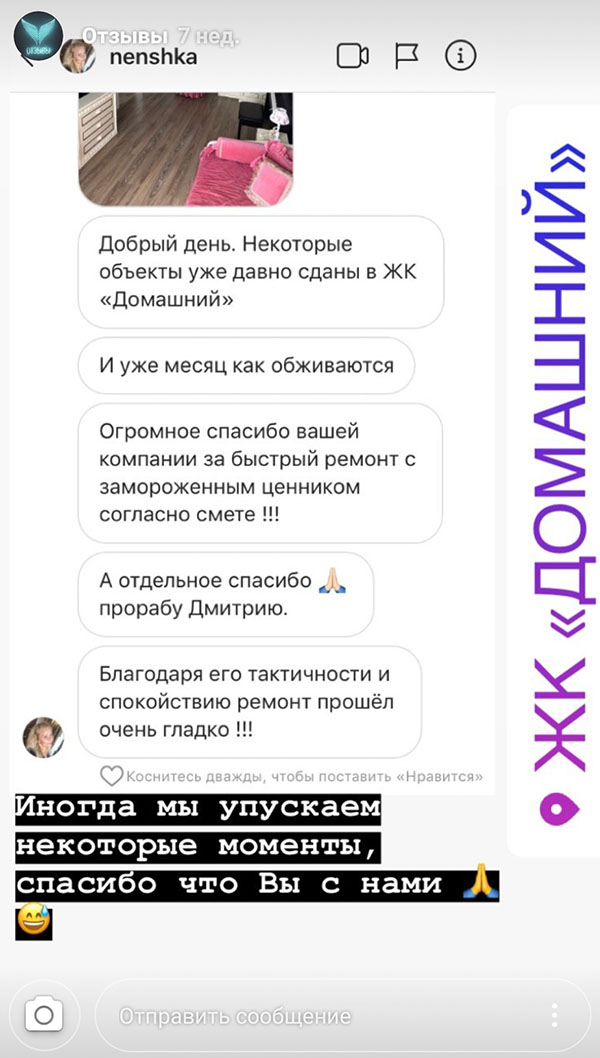 Отзывы 7 нед.
отзывы
nenshka
Добрый день. Некоторые
объекты уже давно сданы в ЖК
«Домашний»
И уже месяц как обживаются
Огромное спасибо вашей
компании за быстрый ремонт с
замороженным ценником
согласно смете !!!
А отдельное спасибо 🙏🏻
прорабу Дмитрию.
Благодаря его тактичности и
спокойствию ремонт прошёл
очень гладко !!!
Коснитесь дважды, чтобы поставить «Нравится»
ЖК «ДОМАШНИЙ»
Иногда мы упускаем
некоторые моменты,
спасибо что Вы с нами 🙏
😅
Отправить сообщение